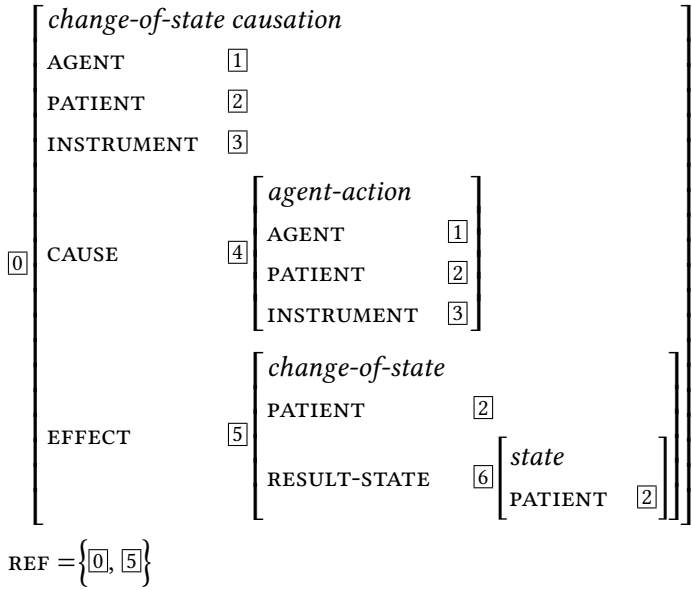 change-of-state causation
AGENT 1
PATIENT 2
INSTRUMENT 3
agent-action
AGENT 1
0 CAUSE 4 PATIENT 2
INSTRUMENT 3
change-of-state
PATIENT 2
EFFECT 5
state
RESULT-STATE 6
PATIENT 2
REF ={0, 5}